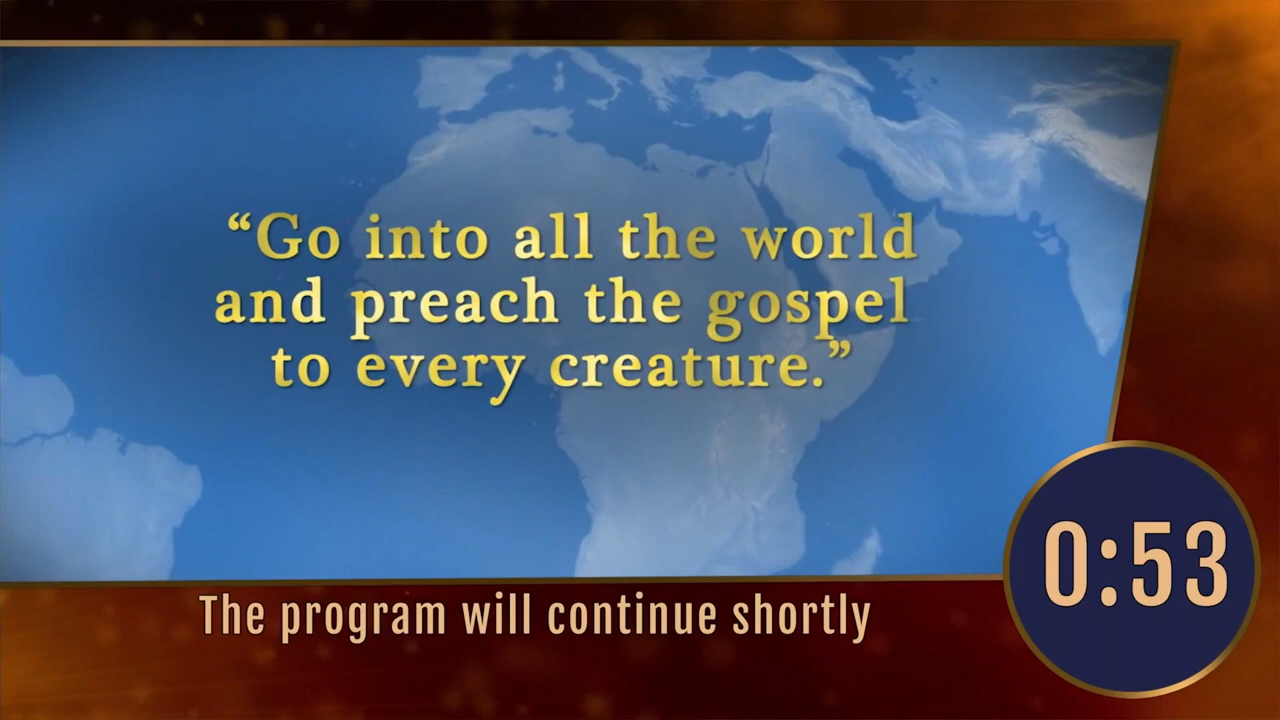 “Go into all the world
and preach the gospel
to every creature.”
0:53
The program will continue shortly